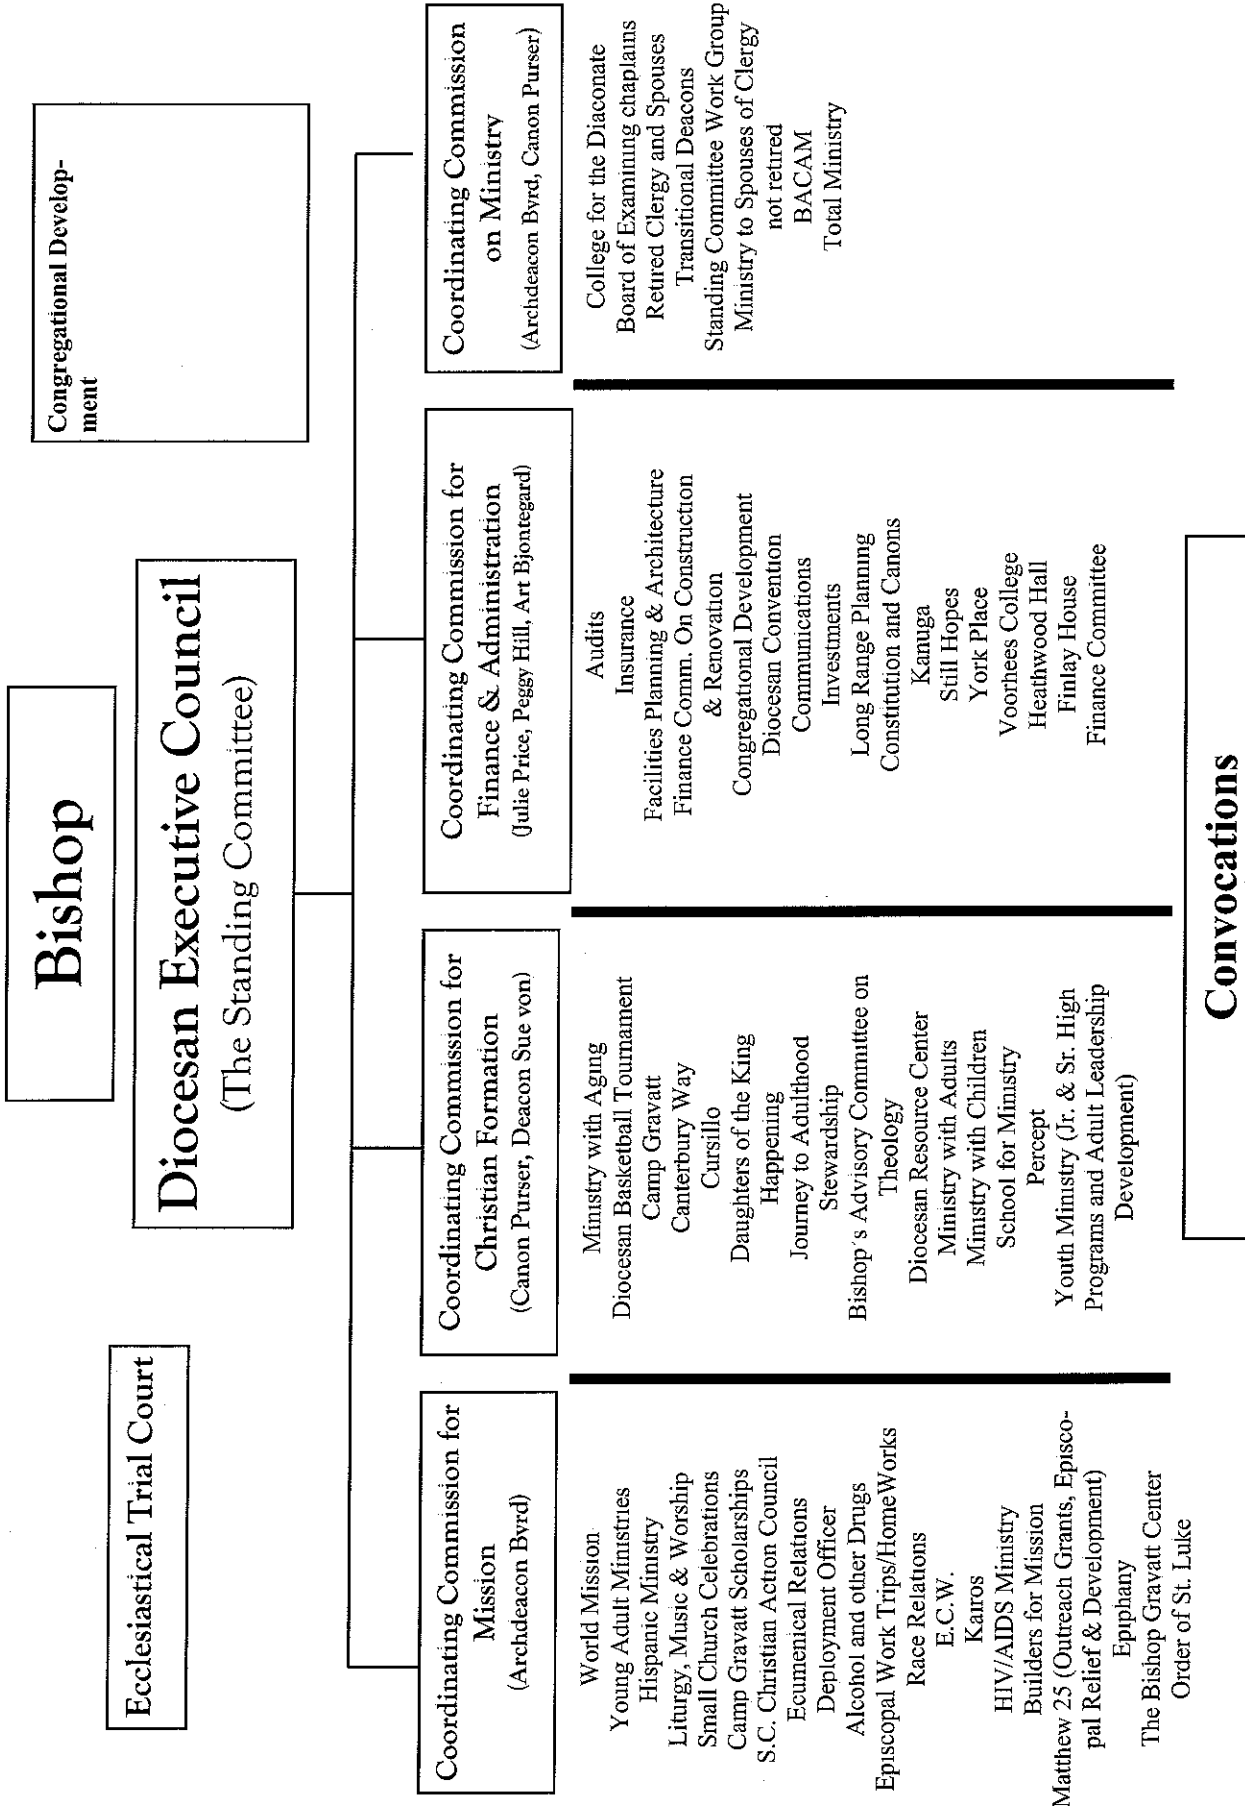 Bishop
Ecclesiastical Trial Court
Diocesan Executive Council
(The Standing Committee)
Congregational Develop-
ment
Coordinating Commission for
Mission
(Archdeacon Byrd)
World Mission
Young Adult Ministries
Hispanic Ministry
Liturgy, Music & Worship
Small Church Celebrations
Camp Gravatt Scholarships
S.C. Christian Action Council
Ecumenical Relations
Deployment Officer
Alcohol and other Drugs
Episcopal Work Trips/HomeWorks
Race Relations
E.C.W.
Kairos
HIV/AIDS Ministry
Builders for Mission
Matthew 25 (Outreach Grants, Episco-
pal Relief & Development)
Epiphany
The Bishop Gravatt Center
Order of St. Luke
Coordinating Commission for
Christian Formation
(Canon Purser, Deacon Sue von)
Ministry with Aging
Diocesan Basketball Tournament
Camp Gravatt
Canterbury Way
Cursillo
Daughters of the King
Happening
Journey to Adulthood
Stewardship
Bishop's Advisory Committee on
Theology
Diocesan Resource Center
Ministry with Adults
Ministry with Children
School for Ministry
Percept
Youth Ministry (Jr. & Sr. High
Programs and Adult Leadership
Development)
Coordinating Commission for
Finance & Administration
(Julie Price, Peggy Hill, Art Bjontegard)
Audits
Insurance
Facilities Planning & Architecture
Finance Comm. On Construction
& Renovation
Congregational Development
Diocesan Convention
Communications
Investments
Long Range Planning
Constitution and Canons
Kanuga
Still Hopes
York Place
Voorhees College
Heathwood Hall
Finlay House
Finance Committee
Coordinating Commission
on Ministry
(Archdeacon Byrd, Canon Purser)
College for the Diaconate
Board of Examining chaplains
Retired Clergy and Spouses
Transitional Deacons
Standing Committee Work Group
Ministry to Spouses of Clergy
not retired
BACAM
Total Ministry
Convocations